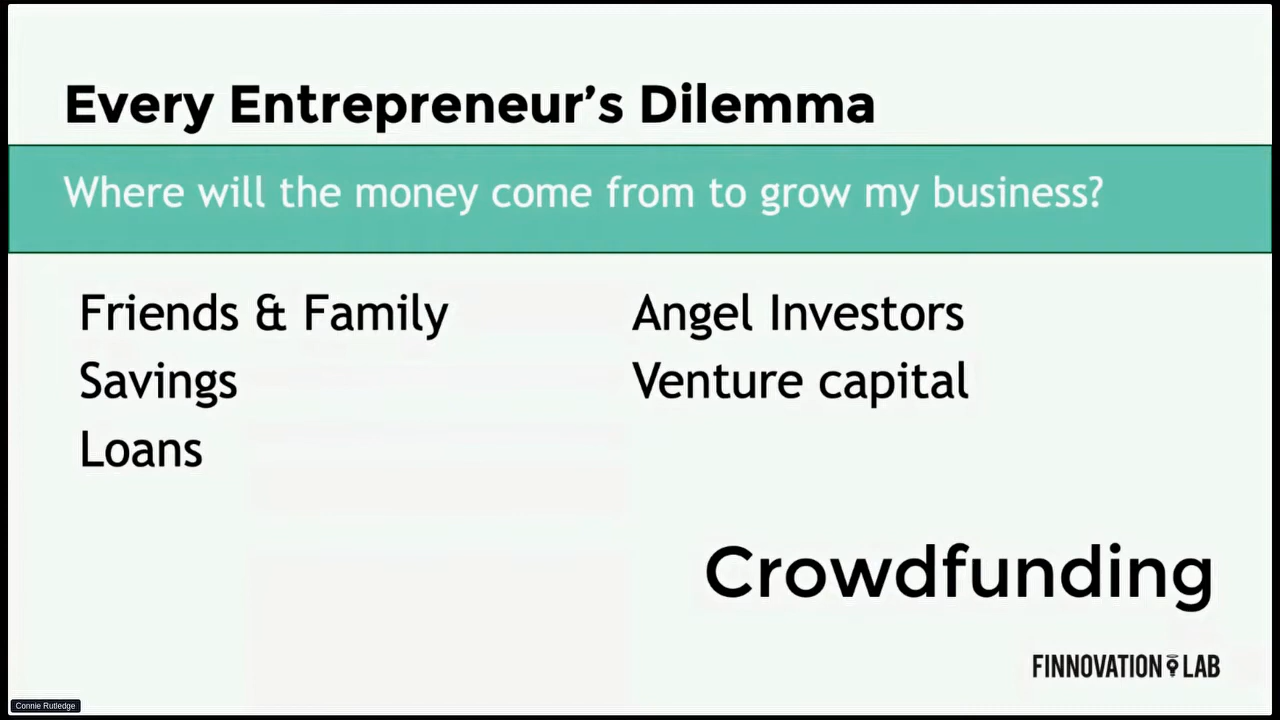 Every Entrepreneur's Dilemma
Where will the money come from to grow my business?
Friends & Family
Savings
Loans
Angel Investors
Venture capital
Crowdfunding
FINNOVATION LAB
Connie Rutledge